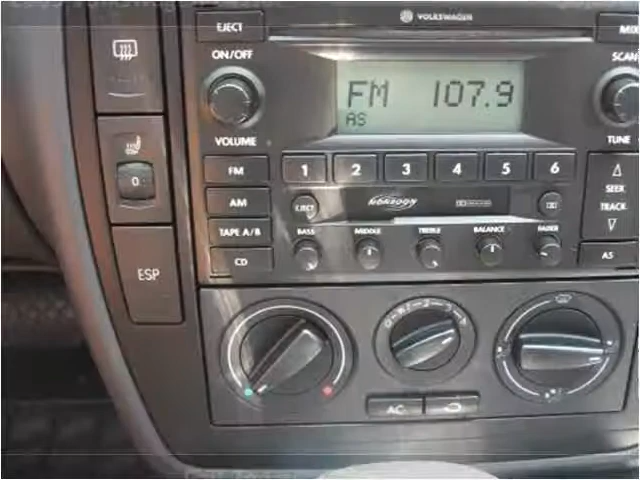 EJECT
VOLKSWAGEN
MIX
ON/OFF
SCAN
FM 107.9
AS
VOLUME
TUNE
FM
1 2 3 4 5 6
AM
EJECT
MONSOON
SEEK
TRACK
TAPE A/B
BASS MIDDLE TREBLE BALANCE FADER
CD
AS
0
ESP
AC